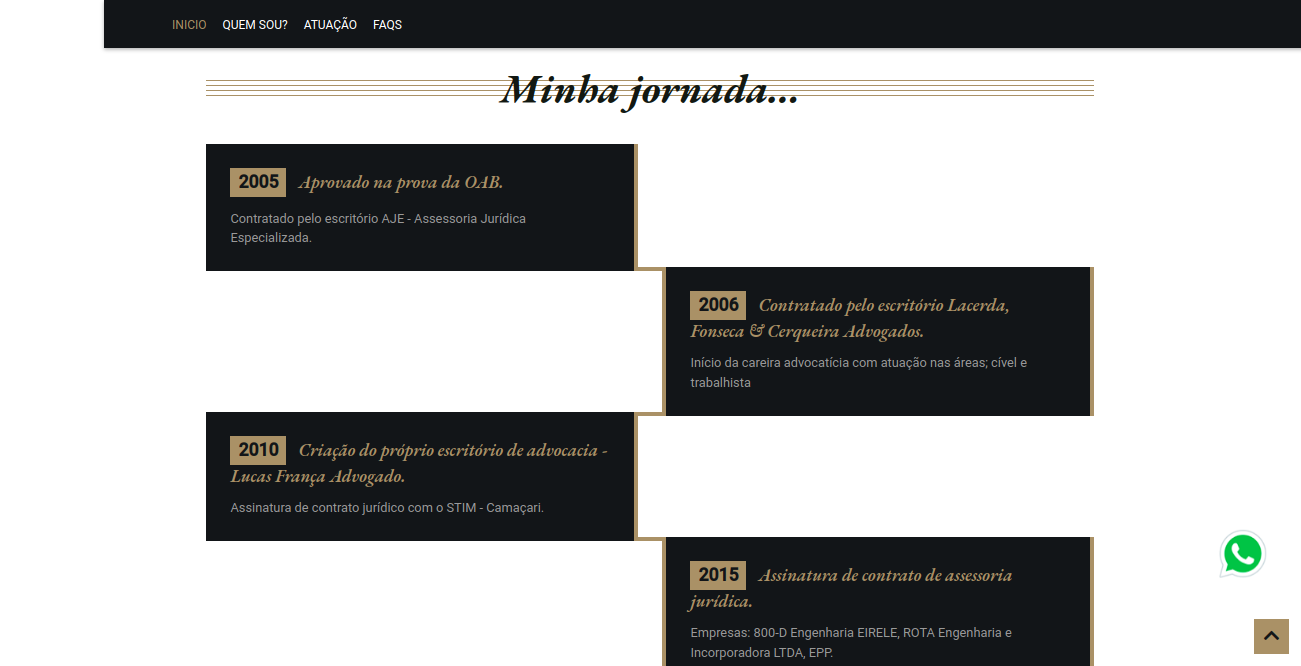 INICIO QUEM SOU? ATUAÇÃO FAQS
Minha jornada...
2005 Aprovado na prova da OAB.
Contratado pelo escritório AJE - Assessoria Jurídica
Especializada.
2006 Contratado pelo escritório Lacerda,
Fonseca & Cerqueira Advogados.
Início da careira advocatícia com atuação nas áreas; cível e
trabalhista
2010 Criação do próprio escritório de advocacia -
Lucas França Advogado.
Assinatura de contrato jurídico com o STIM - Camaçari.
2015 Assinatura de contrato de assessoria
jurídica.
Empresas: 800-D Engenharia EIRELE, ROTA Engenharia e
Incorporadora LTDA, EPP.